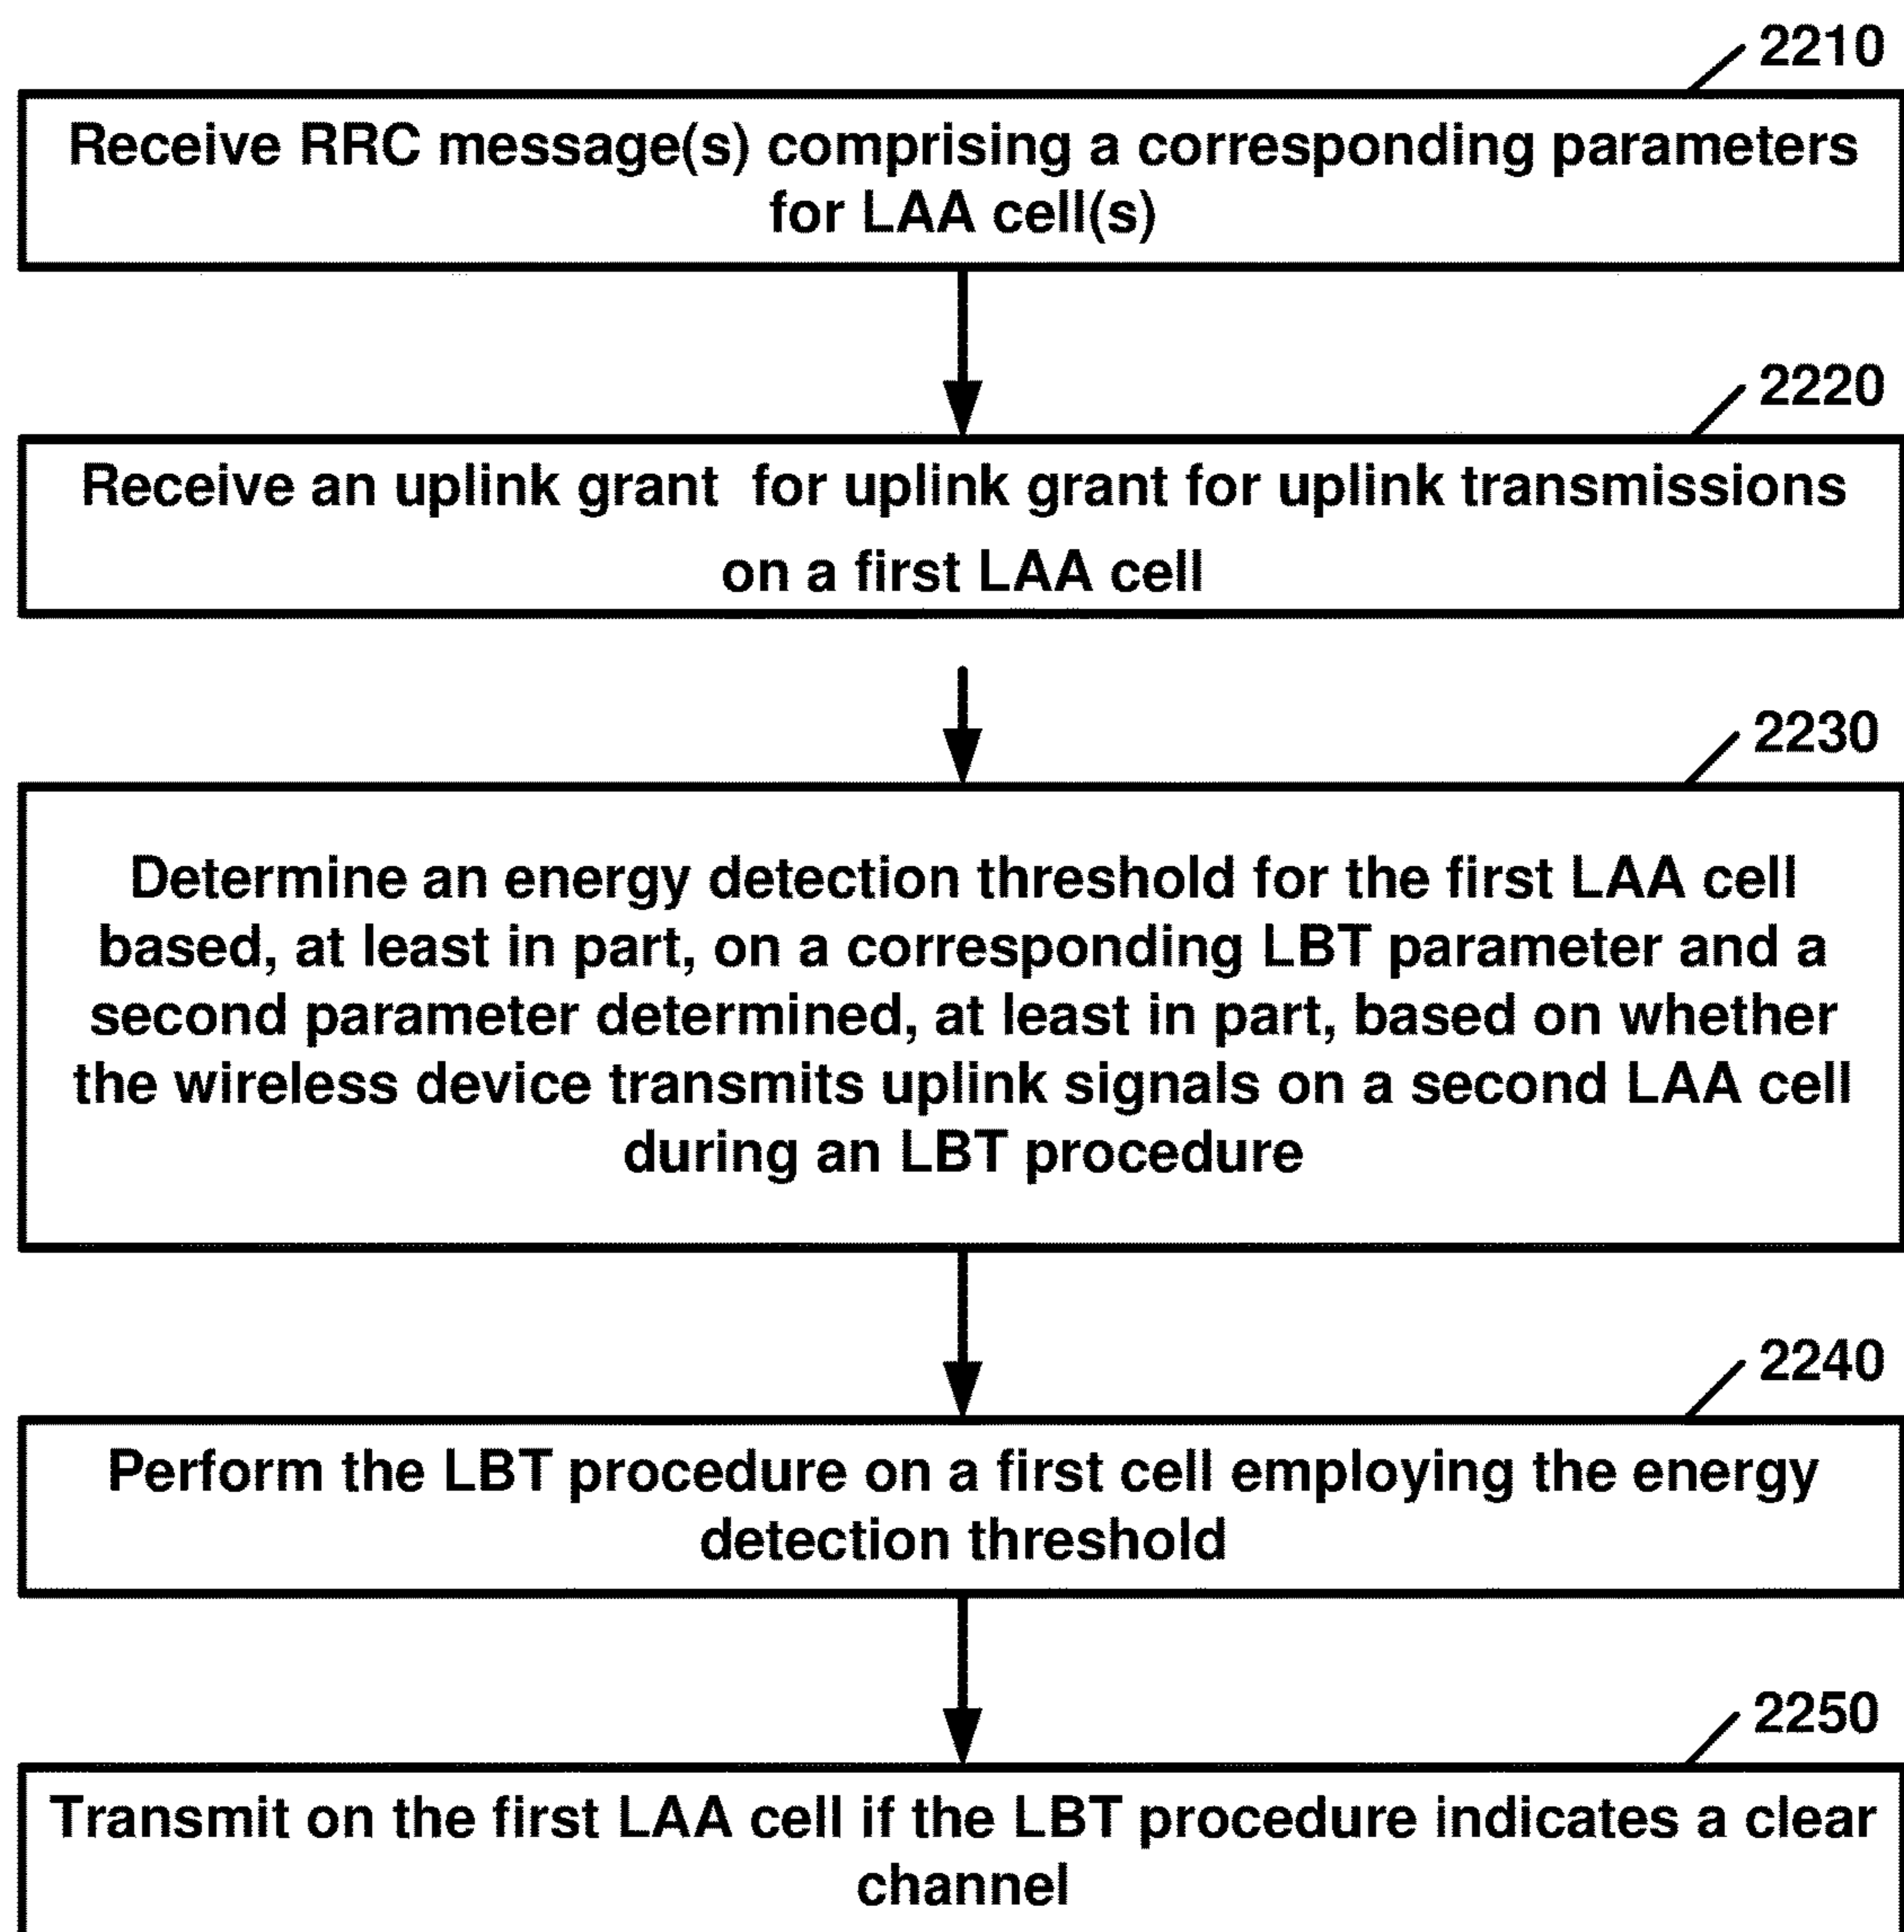 2210
Receive RRC message(s) comprising a corresponding parameters
for LAA cell(s)
2220
Receive an uplink grant for uplink grant for uplink transmissions
on a first LAA cell
2230
Determine an energy detection threshold for the first LAA cell
based, at least in part, on a corresponding LBT parameter and a
second parameter determined, at least in part, based on whether
the wireless device transmits uplink signals on a second LAA cell
during an LBT procedure
2240
Perform the LBT procedure on a first cell employing the energy
detection threshold
2250
Transmit on the first LAA cell if the LBT procedure indicates a clear
channel